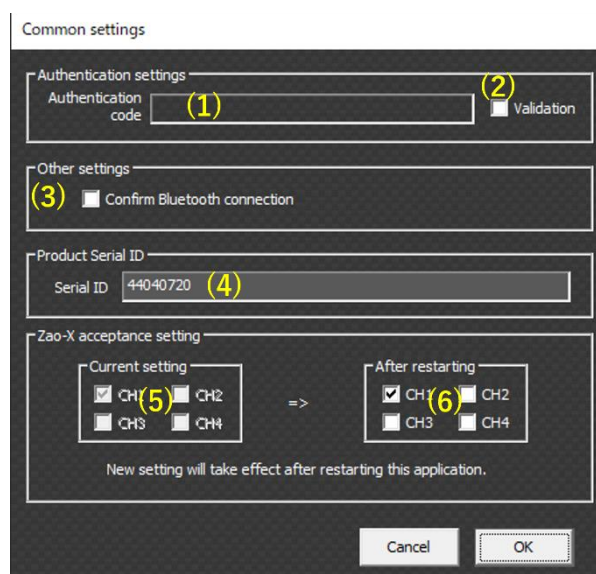 Common settings
Authentication settings
Authentication code (1) (2) Validation
Other settings
(3) Confirm Bluetooth connection
Product Serial ID
Serial ID 44040720 (4)
Zao-X acceptance setting
Current setting After restarting
CH1 (5) CH2 => CH1 (6) CH2
CH3 CH4 CH3 CH4
New setting will take effect after restarting this application.
Cancel OK